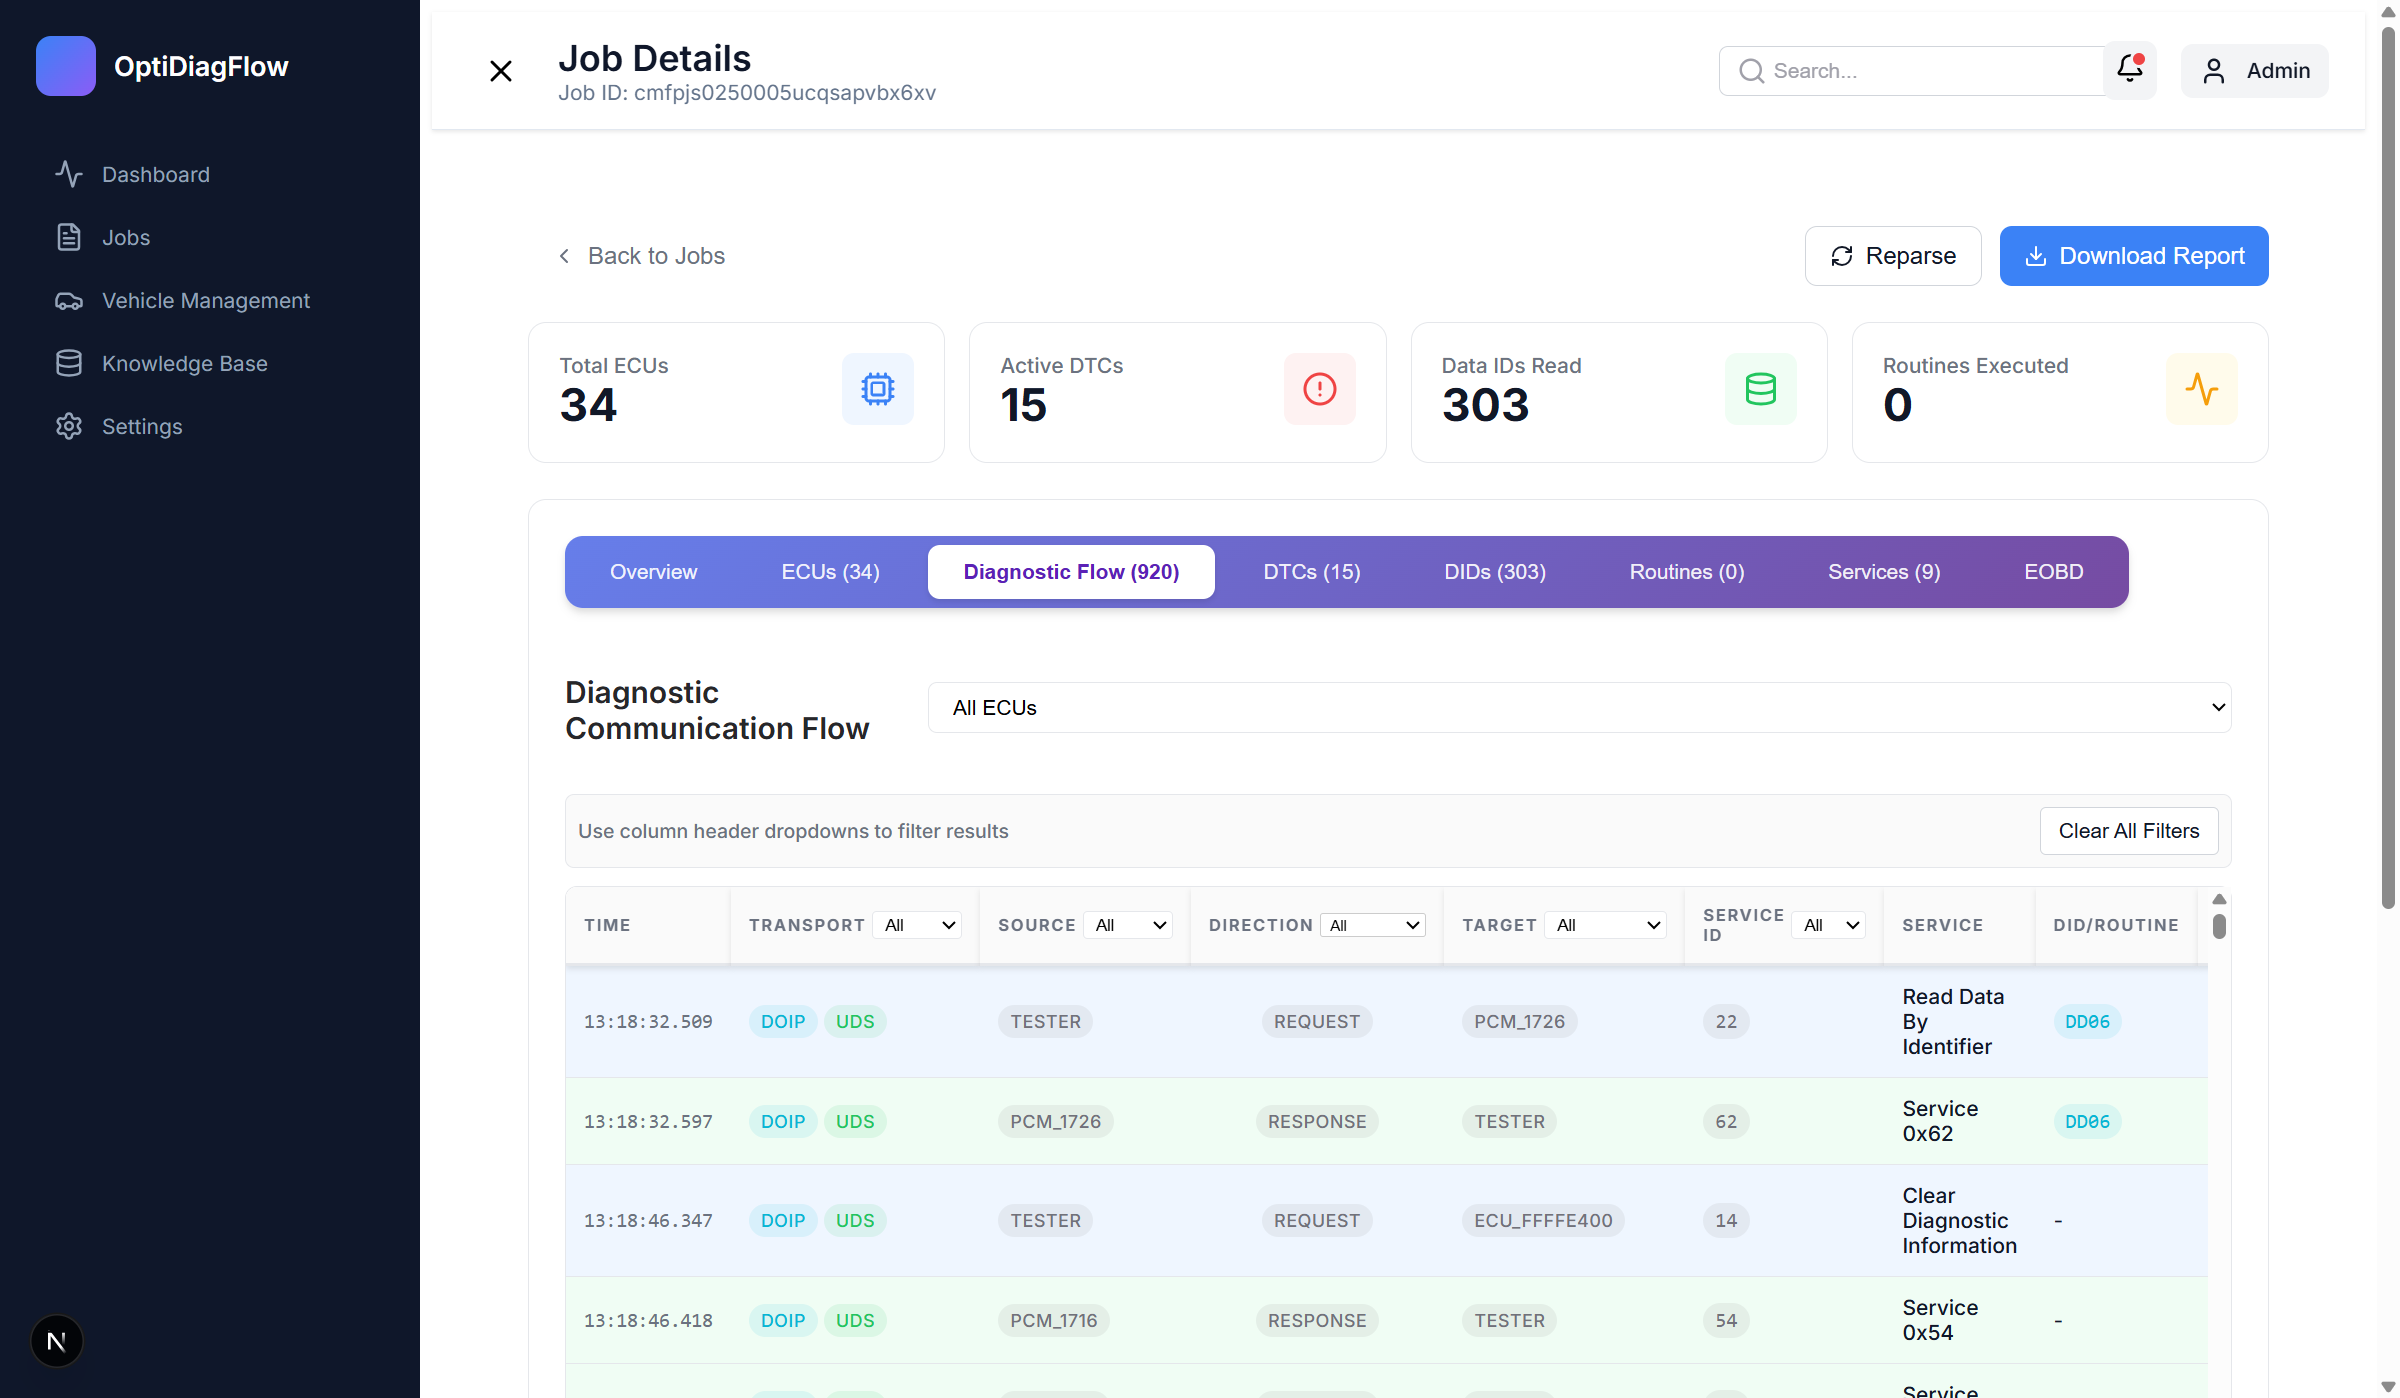 OptiDiagFlow
Dashboard
Jobs
Vehicle Management
Knowledge Base
Settings
N
Job Details
Job ID: cmfpjs0250005ucqsapvbx6xv
Search...
Admin
Back to Jobs
Reparse
Download Report
Total ECUs
34
Active DTCs
15
Data IDs Read
303
Routines Executed
0
Overview
ECUs (34)
Diagnostic Flow (920)
DTCs (15)
DIDs (303)
Routines (0)
Services (9)
EOBD
Diagnostic
Communication Flow
All ECUs
Use column header dropdowns to filter results
Clear All Filters
TIME
TRANSPORT All
SOURCE All
DIRECTION All
TARGET All
SERVICE
ID
All
SERVICE
DID/ROUTINE
13:18:32.509 DOIP UDS TESTER REQUEST PCM_1726 22
Read Data
By
Identifier
DD06
13:18:32.597 DOIP UDS PCM_1726 RESPONSE TESTER 62
Service
0x62
DD06
13:18:46.347 DOIP UDS TESTER REQUEST ECU_FFFFE400 14
Clear
Diagnostic
Information
-
13:18:46.418 DOIP UDS PCM_1716 RESPONSE TESTER 54
Service
0x54
-
Service